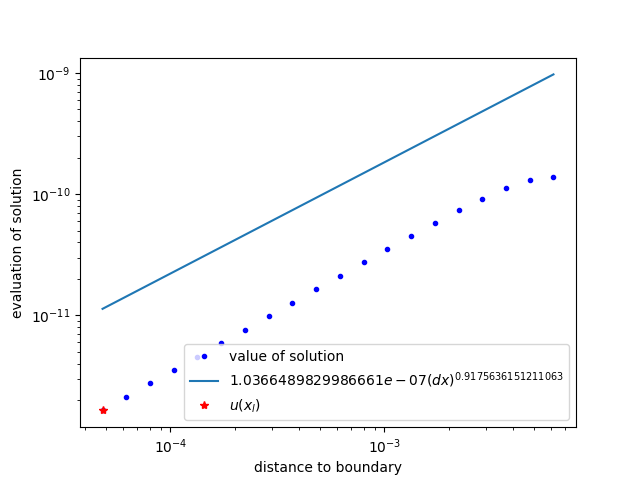 10⁻⁹
10⁻¹⁰
10⁻¹¹
evaluation of solution
value of solution
1.0366489829986661e − 07(dx)^0.9175636151211063
u(x_l)
10⁻⁴ 10⁻³
distance to boundary